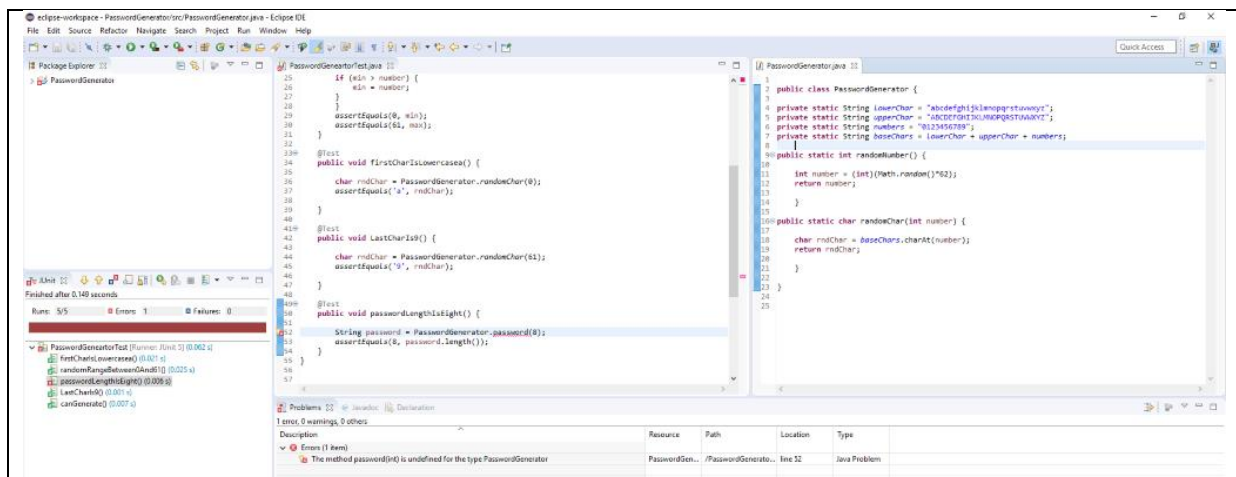 eclipse-workspace - PasswordGenerator/src/PasswordGenerator.java - Eclipse IDE
File Edit Source Refactor Navigate Search Project Run Window Help
Quick Access
Package Explorer
PasswordGenerator
PasswordGeneartorTest.java
25 if (min > number) {
26 min = number;
27 }
28 }
29 assertEquals(0, min);
30 assertEquals(61, max);
31 }
32
33 @Test
34 public void firstCharIsLowercasea() {
35
36 char rndChar = PasswordGenerator.randomChar(0);
37 assertEquals('a', rndChar);
38
39 }
40
41 @Test
42 public void LastCharIs9() {
43
44 char rndChar = PasswordGenerator.randomChar(61);
45 assertEquals('9', rndChar);
46
47 }
48
49 @Test
50 public void passwordLengthIsEight() {
51
52 String password = PasswordGenerator.password(8);
53 assertEquals(8, password.length());
54 }
55 }
56
57
PasswordGenerator.java
1
2 public class PasswordGenerator {
3
4 private static String lowerChar = "abcdefghijklmnopqrstuvwxyz";
5 private static String upperChar = "ABCDEFGHIJKLMNOPQRSTUVWXYZ";
6 private static String numbers = "0123456789";
7 private static String baseChars = lowerChar + upperChar + numbers;
8
9 public static int randomNumber() {
10
11 int number = (int)(Math.random()*62);
12 return number;
13
14 }
15
16 public static char randomChar(int number) {
17
18 char rndChar = baseChars.charAt(number);
19 return rndChar;
20
21 }
22
23 }
24
25
JUnit
Finished after 0.149 seconds
Runs: 5/5 Errors: 1 Failures: 0
PasswordGeneartorTest [Runner: JUnit 5] (0.062 s)
firstCharIsLowercasea() (0.021 s)
randomRangeBetween0And61() (0.025 s)
passwordLengthIsEight() (0.006 s)
LastCharIs9() (0.001 s)
canGenerate() (0.007 s)
Problems Javadoc Declaration
1 error, 0 warnings, 0 others
Description Resource Path Location Type
Errors (1 item)
The method password(int) is undefined for the type PasswordGenerator PasswordGen... /PasswordGenerato... line 52 Java Problem